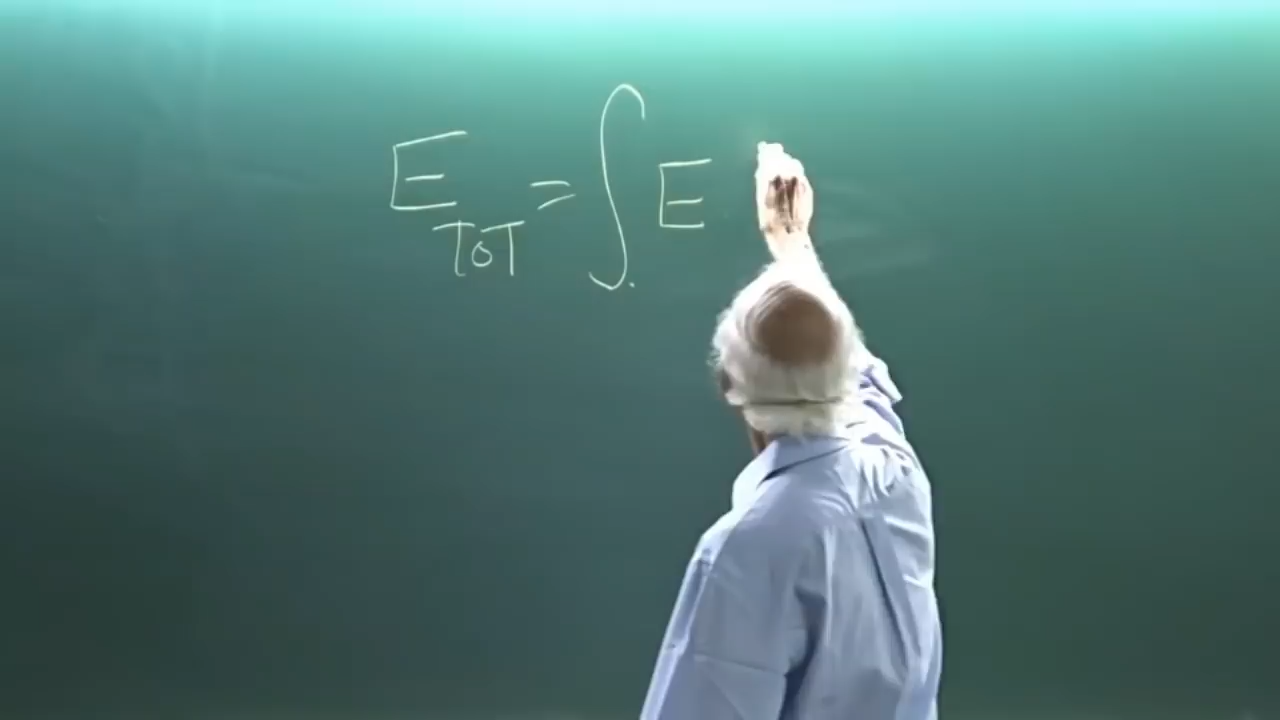 E_TOT = ∫ E